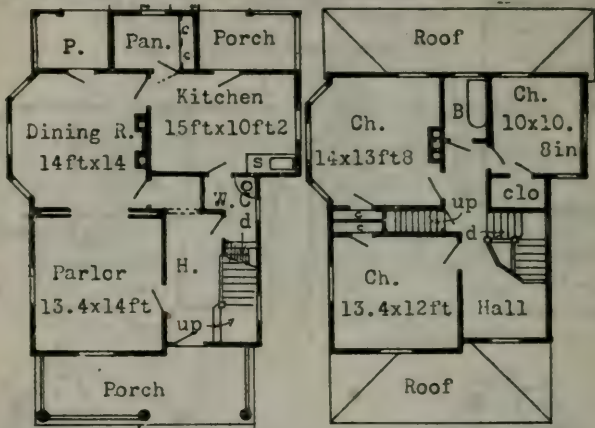 P.
Pan.
c
c
Porch
Kitchen
15ftx10ft2
Dining R.
14ftx14
S
W.C
d
H.
Parlor
13.4x14ft
up
Porch
Roof
B
Ch.
10x10.
8in
Ch.
14x13ft8
clo
up
d
c
c
Ch.
13.4x12ft
Hall
Roof